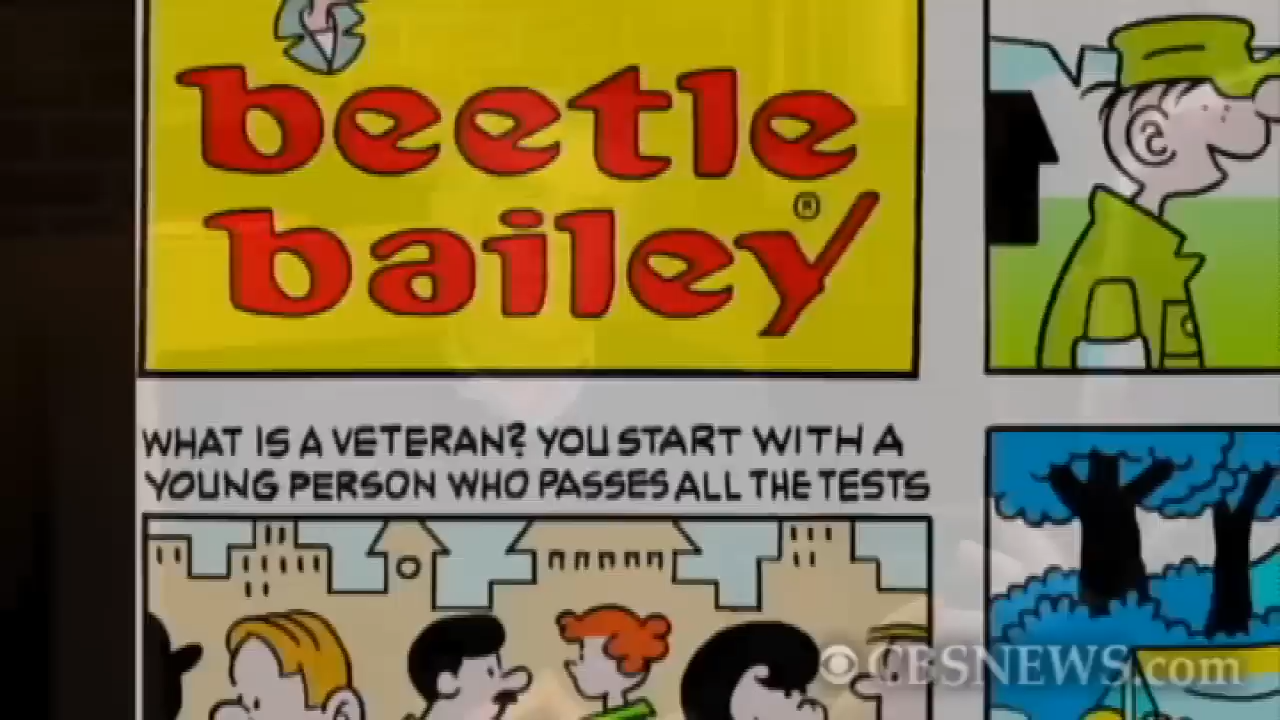 beetle
bailey®
WHAT IS A VETERAN? YOU START WITH A
YOUNG PERSON WHO PASSES ALL THE TESTS
CBSNEWS.com